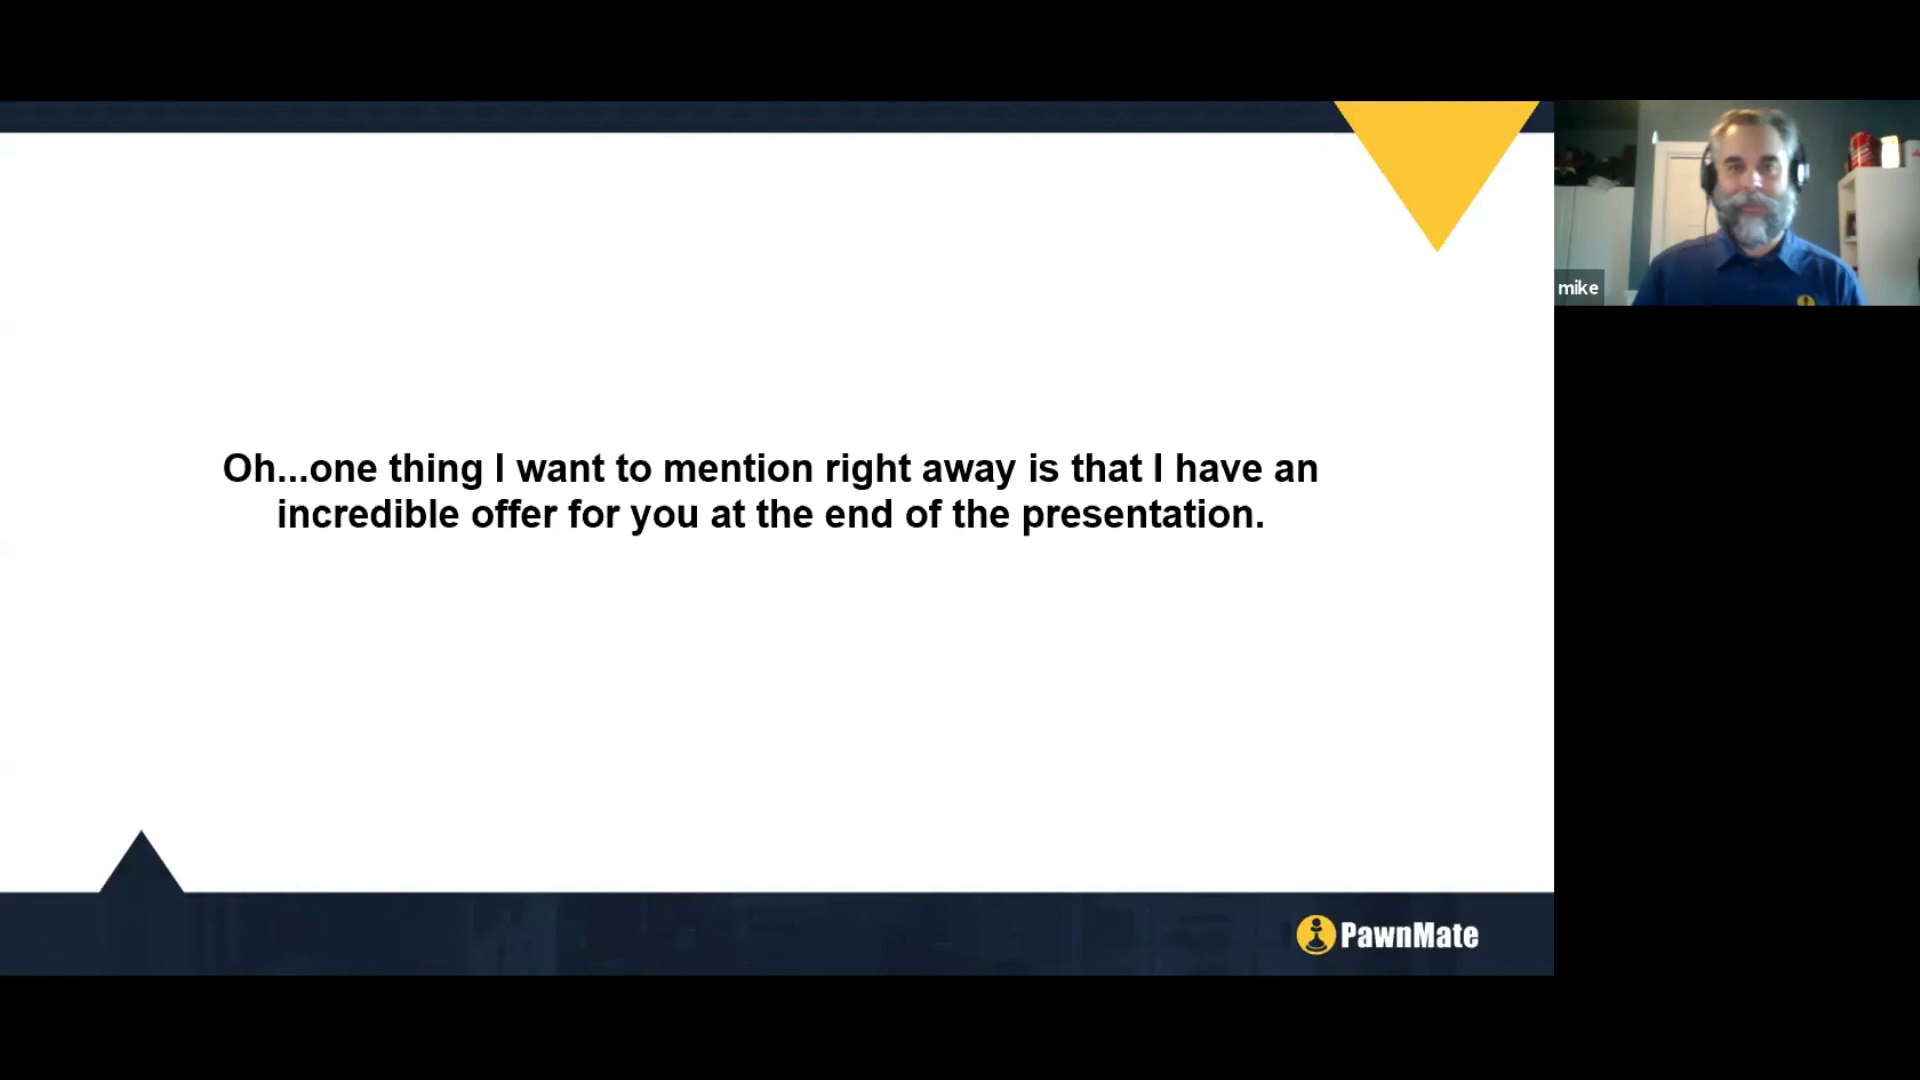 Oh...one thing I want to mention right away is that I have an
incredible offer for you at the end of the presentation.
mike
PawnMate